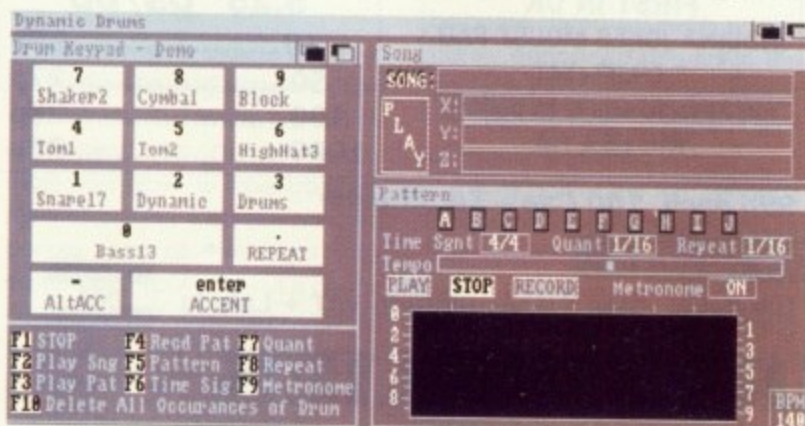 Dynamic Drums
Drum Keypad - Demo
7 8 9
Shaker2 Cymbal Block
4 5 6
Tom1 Tom2 HighHat3
1 2 3
Snare17 Dynamic Drums
0 .
Bass13 REPEAT
- enter
AltACC ACCENT
F1 STOP F4 Recd Pat F7 Quant
F2 Play Sng F5 Pattern F8 Repeat
F3 Play Pat F6 Time Sig F9 Metronome
F10 Delete All Occurances of Drum
Song
SONG:
PLAY
X:
Y:
Z:
Pattern
A B C D E F G H I J
Time Sgnt 4/4 Quant 1/16 Repeat 1/16
Tempo
PLAY STOP RECORD Metronome ON
0
1
2
3
4
5
6
7
8
9
BPM
140